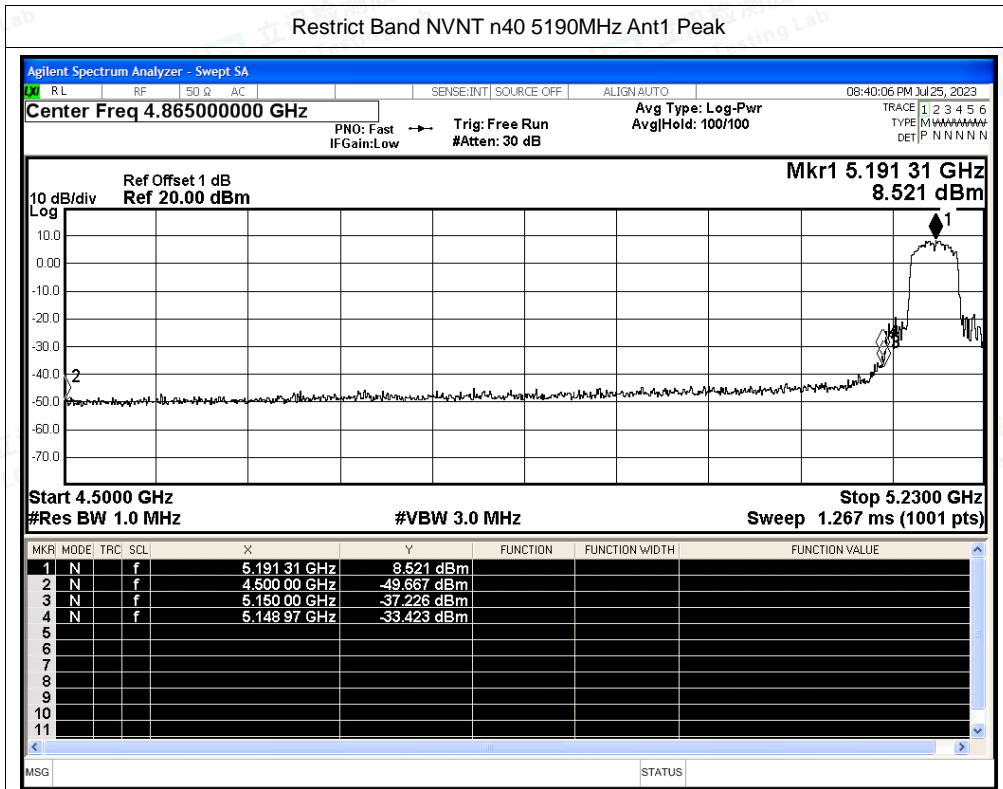 Restrict Band NVNT n40 5190MHz Ant1 Peak
Agilent Spectrum Analyzer - Swept SA
LXI RL RF 50 Ω AC SENSE:INT SOURCE OFF ALIGN AUTO 08:40:06 PM Jul 25, 2023
Center Freq 4.865000000 GHz
PNO: Fast
IFGain:Low
Trig: Free Run
#Atten: 30 dB
Avg Type: Log-Pwr
Avg|Hold: 100/100
TRACE 1 2 3 4 5 6
TYPE M
DET P N N N N N
Mkr1 5.191 31 GHz
8.521 dBm
Ref Offset 1 dB
10 dB/div Ref 20.00 dBm
Log
10.0
0.00
-10.0
-20.0
-30.0
-40.0
-50.0
-60.0
-70.0
1
2
Start 4.5000 GHz Stop 5.2300 GHz
#Res BW 1.0 MHz #VBW 3.0 MHz Sweep 1.267 ms (1001 pts)
MKR MODE TRC SCL X Y FUNCTION FUNCTION WIDTH FUNCTION VALUE
1 N f 5.191 31 GHz 8.521 dBm
2 N f 4.500 00 GHz -49.667 dBm
3 N f 5.150 00 GHz -37.226 dBm
4 N f 5.148 97 GHz -33.423 dBm
5
6
7
8
9
10
11
MSG STATUS